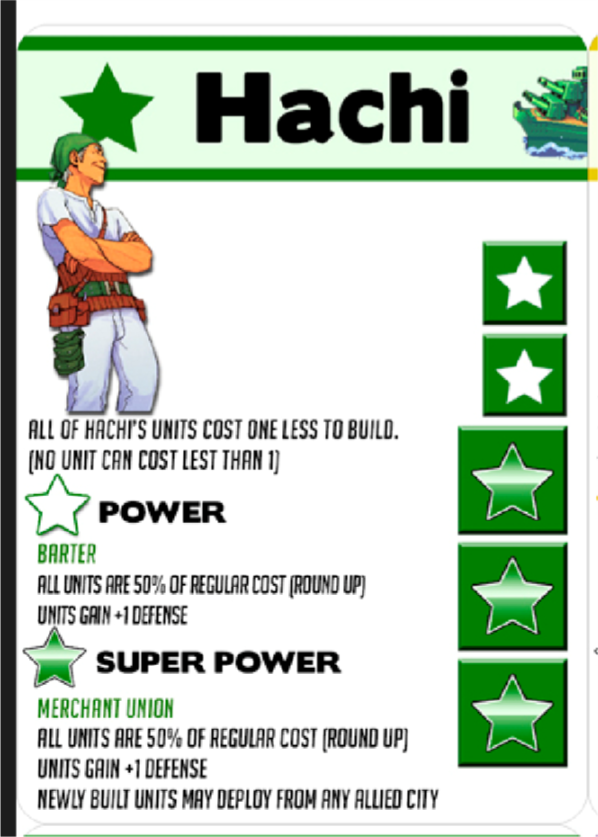 Hachi
ALL OF HACHI'S UNITS COST ONE LESS TO BUILD.
(NO UNIT CAN COST LEST THAN 1)
POWER
BARTER
ALL UNITS ARE 50% OF REGULAR COST (ROUND UP)
UNITS GAIN +1 DEFENSE
SUPER POWER
MERCHANT UNION
ALL UNITS ARE 50% OF REGULAR COST (ROUND UP)
UNITS GAIN +1 DEFENSE
NEWLY BUILT UNITS MAY DEPLOY FROM ANY ALLIED CITY